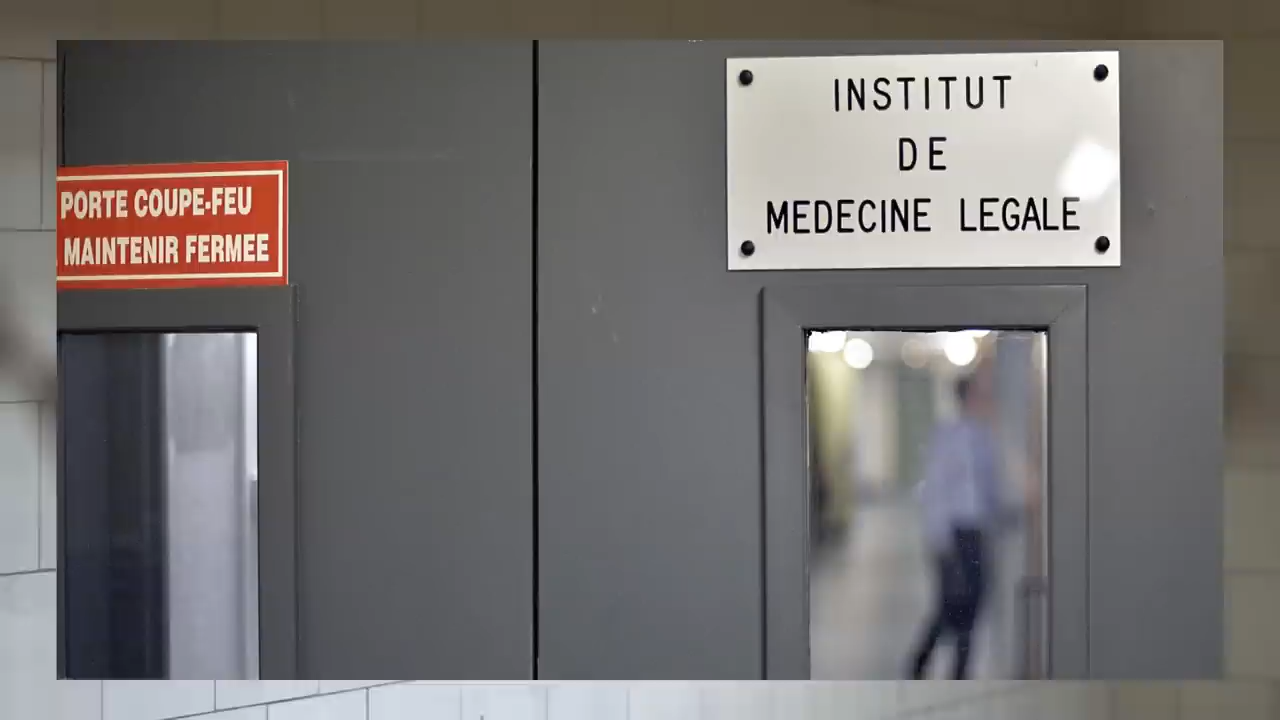 PORTE COUPE-FEU
MAINTENIR FERMEE
INSTITUT
DE
MEDECINE LEGALE